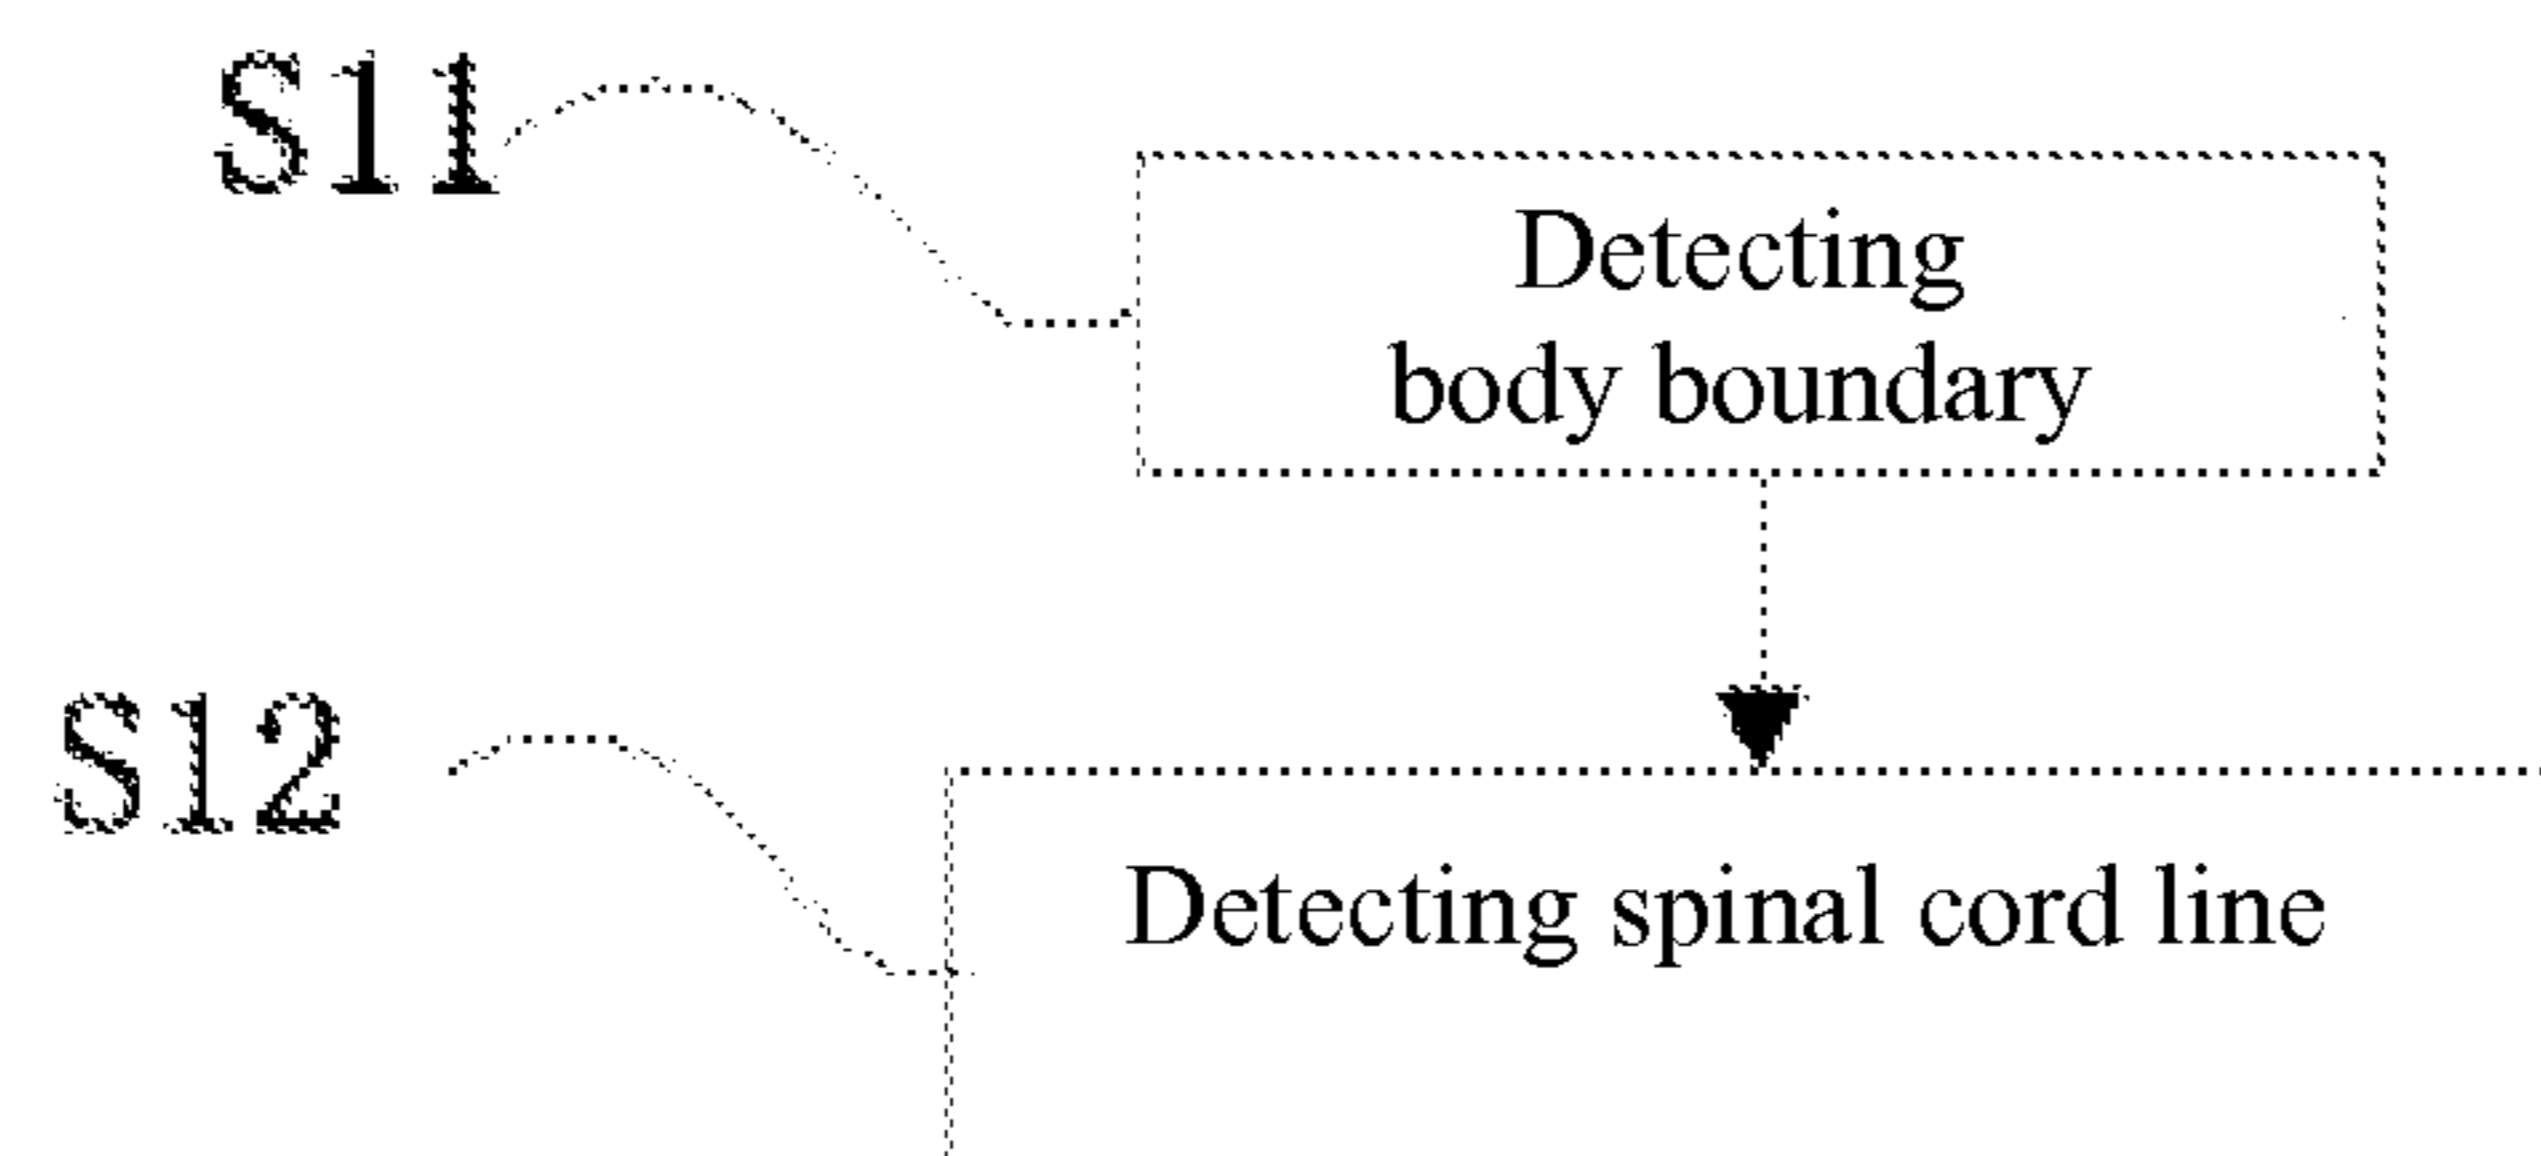 S11
Detecting
body boundary
S12
Detecting spinal cord line